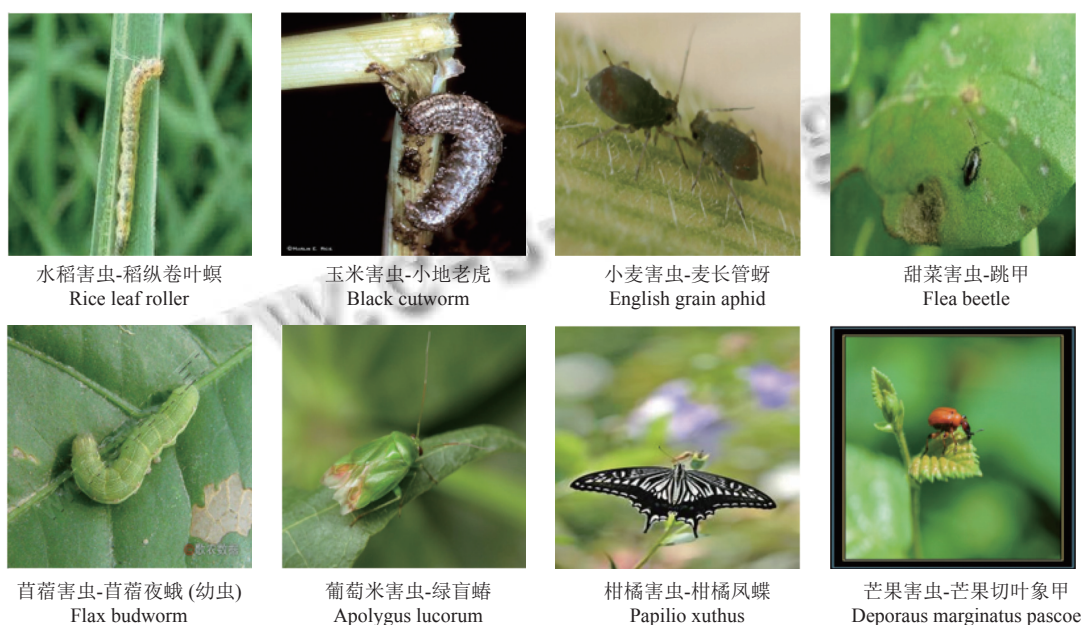 水稻害虫-稻纵卷叶螟
Rice leaf roller
玉米害虫-小地老虎
Black cutworm
小麦害虫-麦长管蚜
English grain aphid
甜菜害虫-跳甲
Flea beetle
苜蓿害虫-苜蓿夜蛾 (幼虫)
Flax budworm
葡萄米害虫-绿盲蝽
Apolygus lucorum
柑橘害虫-柑橘凤蝶
Papilio xuthus
芒果害虫-芒果切叶象甲
Deporaus marginatus pascoe